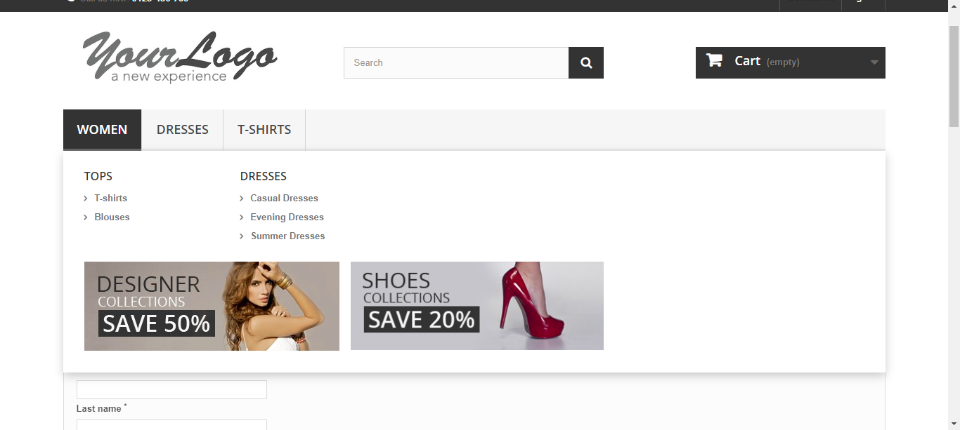 YourLogo
a new experience
Search
Cart (empty)
WOMEN
DRESSES
T-SHIRTS
TOPS
T-shirts
Blouses
DRESSES
Casual Dresses
Evening Dresses
Summer Dresses
DESIGNER
COLLECTIONS
SAVE 50%
SHOES
COLLECTIONS
SAVE 20%
Last name *